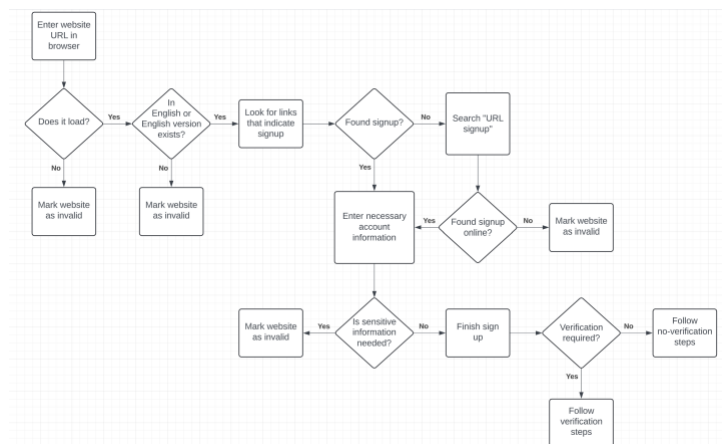 Enter website
URL in
browser
Does it load?
Yes
In
English or
English version
exists?
Yes
Look for links
that indicate
signup
Found signup?
No
Search "URL
signup"
No
Mark website
as invalid
No
Mark website
as invalid
Yes
Enter necessary
account
information
Yes
Found signup
online?
No
Mark website
as invalid
Mark website
as invalid
Yes
Is sensitive
information
needed?
No
Finish sign
up
Verification
required?
No
Follow
no-verification
steps
Yes
Follow
verification
steps